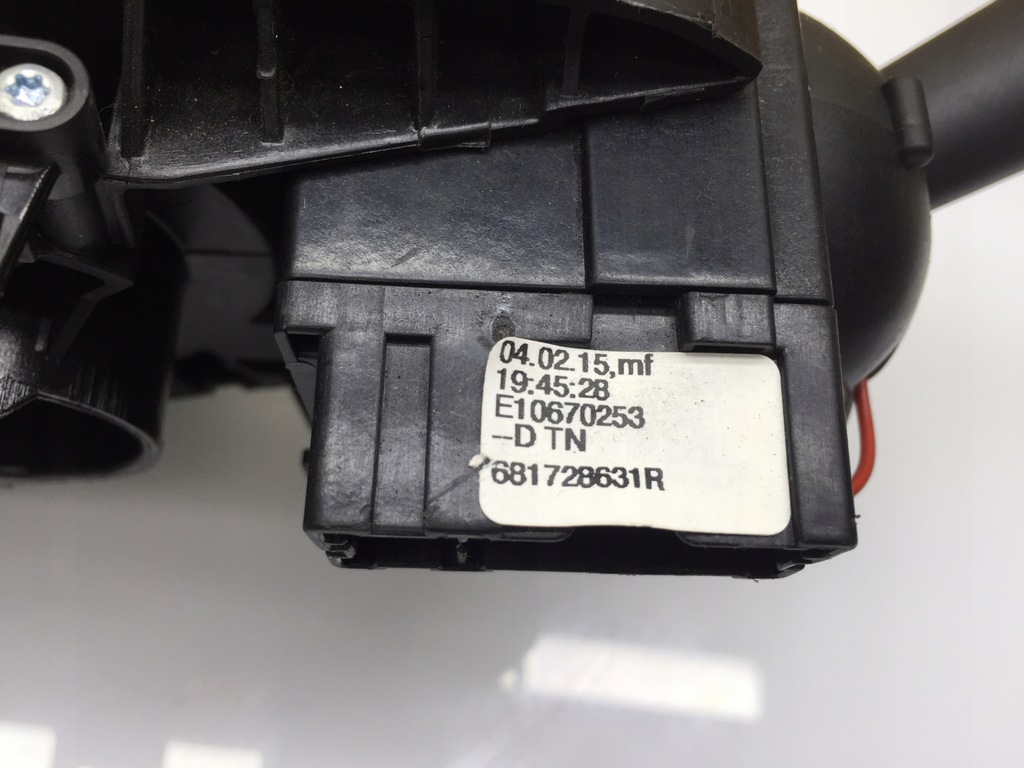 04.02.15,mf
19:45:28
E10670253
--D TN
681728631R